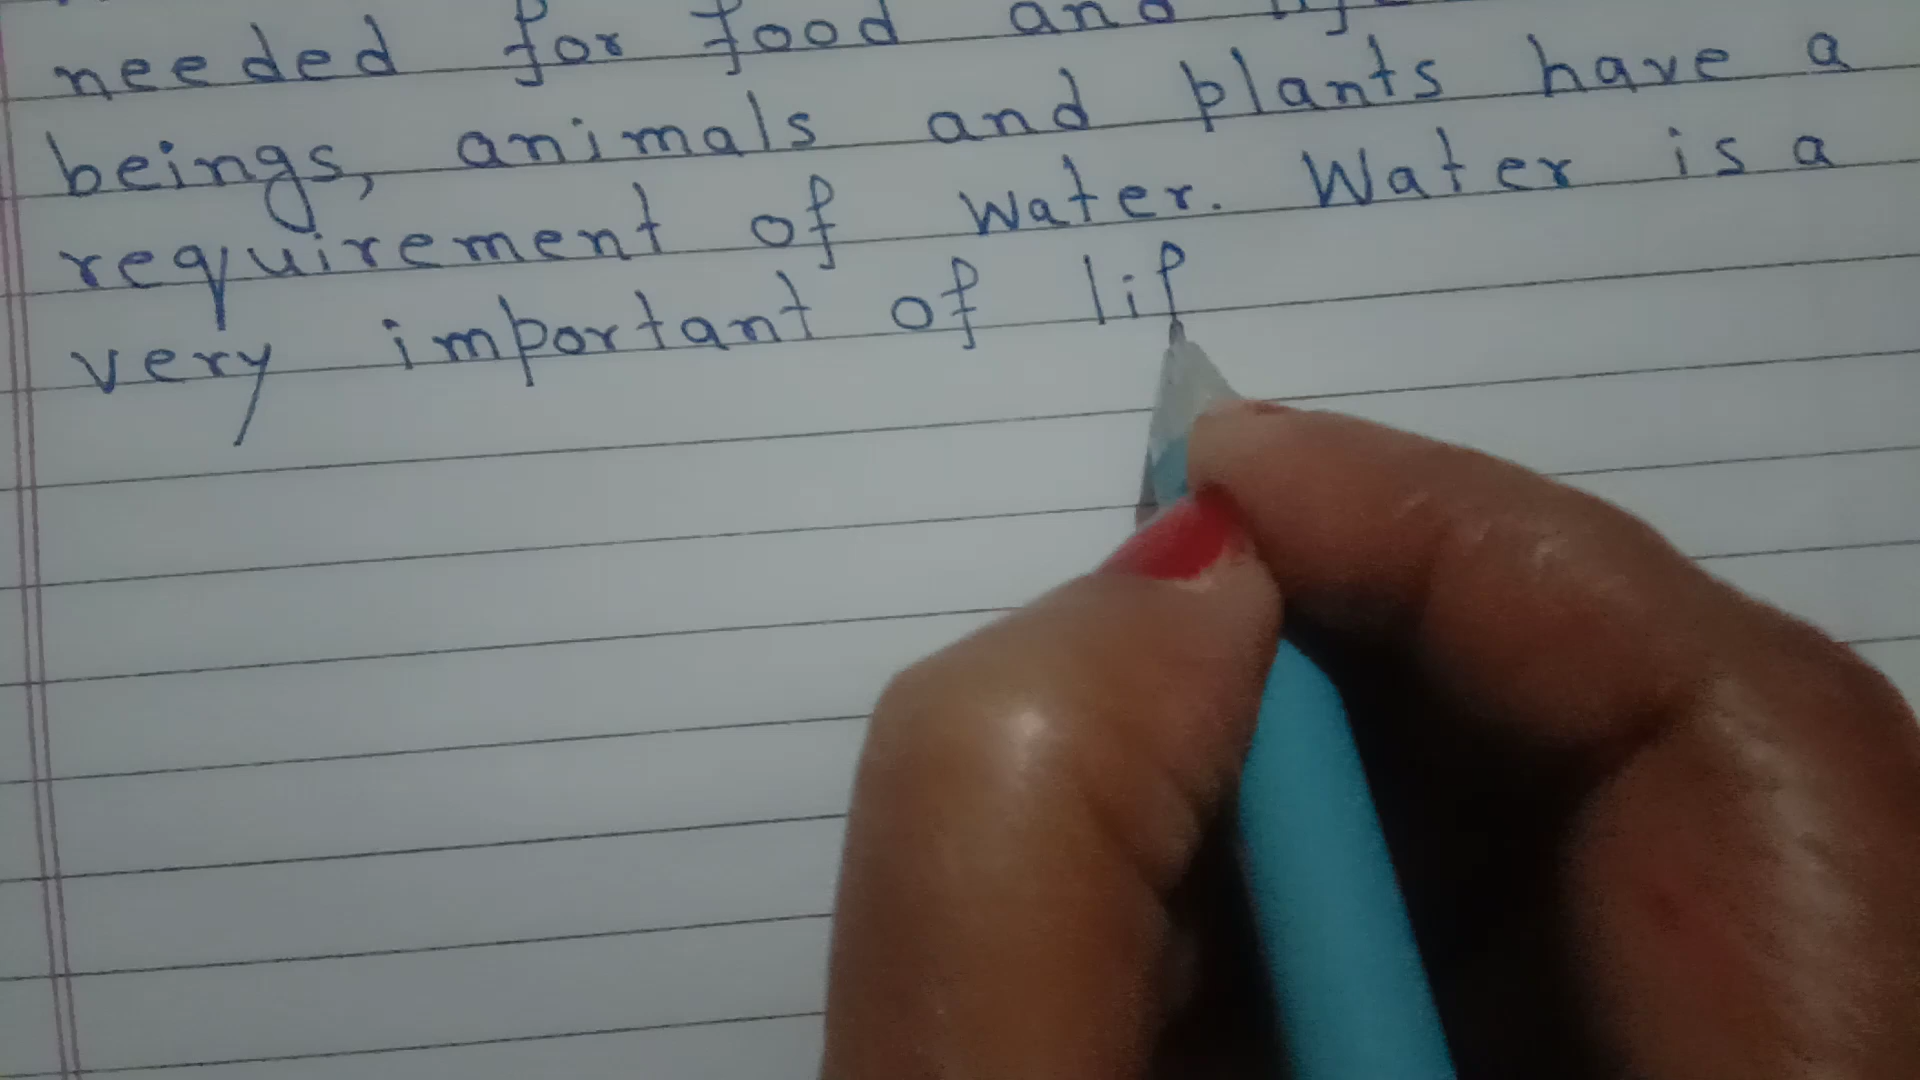 needed for food and
beings, animals and plants have a
requirement of water. Water is a
very important of lif